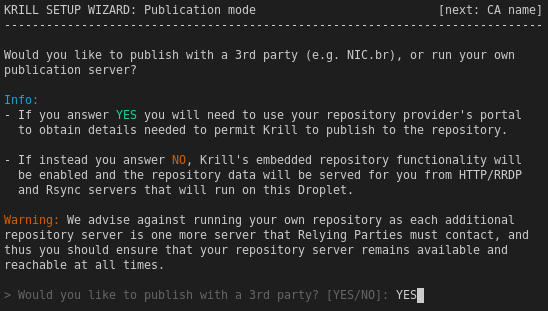 KRILL SETUP WIZARD: Publication mode [next: CA name]
-----------------------------------------------------------------------------
Would you like to publish with a 3rd party (e.g. NIC.br), or run your own
publication server?
Info:
- If you answer YES you will need to use your repository provider's portal
to obtain details needed to permit Krill to publish to the repository.
- If instead you answer NO, Krill's embedded repository functionality will
be enabled and the repository data will be served for you from HTTP/RRDP
and Rsync servers that will run on this Droplet.
Warning: We advise against running your own repository as each additional
repository server is one more server that Relying Parties must contact, and
thus you should ensure that your repository server remains available and
reachable at all times.
> Would you like to publish with a 3rd party? [YES/NO]: YES